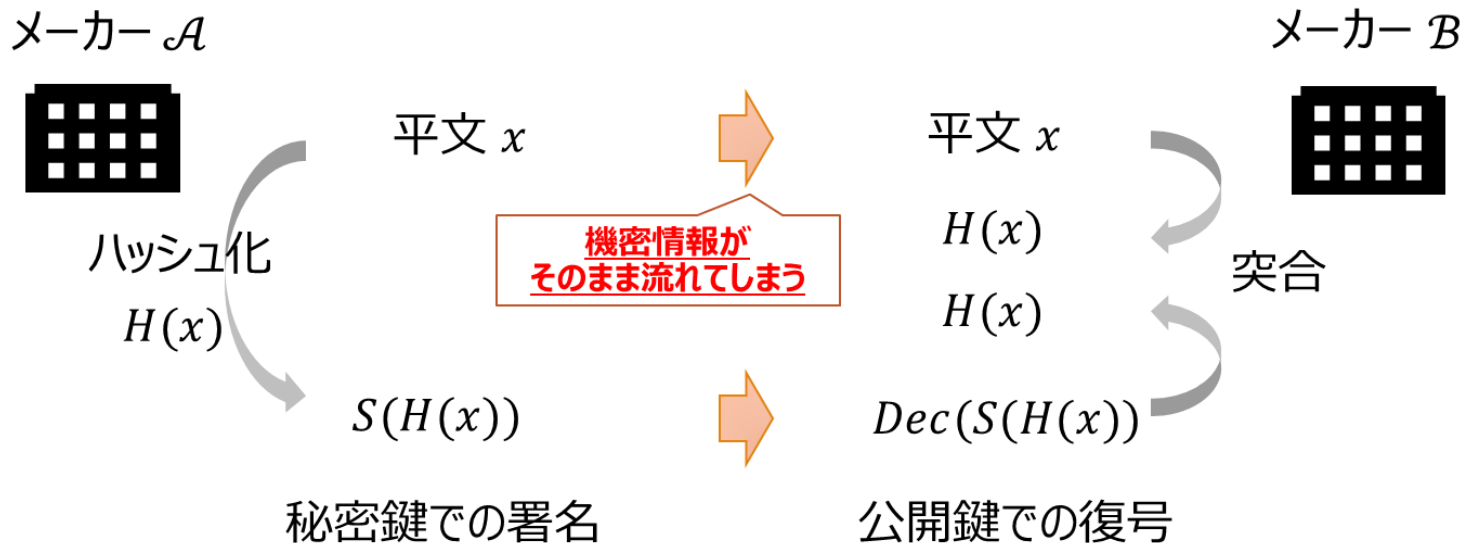 メーカー 𝒜
メーカー ℬ
平文 x
平文 x
ハッシュ化
H(x)
機密情報が
そのまま流れてしまう
H(x)
H(x)
突合
S(H(x))
Dec(S(H(x))
秘密鍵での署名
公開鍵での復号